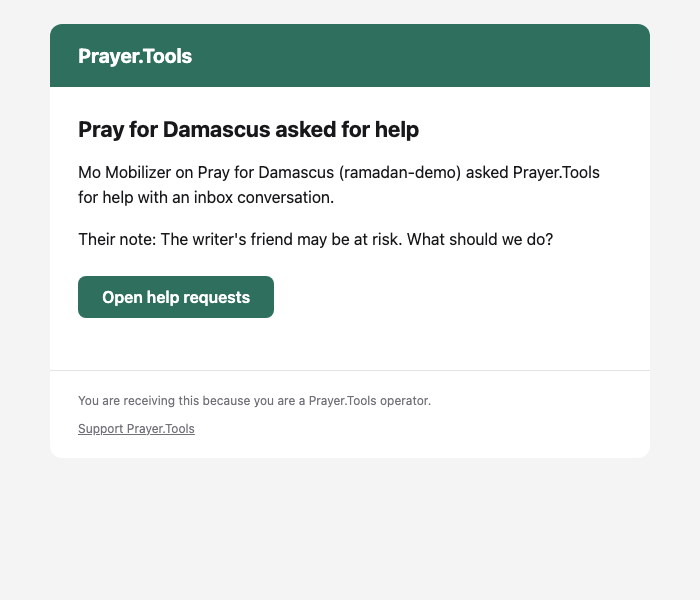 Prayer.Tools
Pray for Damascus asked for help
Mo Mobilizer on Pray for Damascus (ramadan-demo) asked Prayer.Tools
for help with an inbox conversation.
Their note: The writer's friend may be at risk. What should we do?
Open help requests
You are receiving this because you are a Prayer.Tools operator.
Support Prayer.Tools